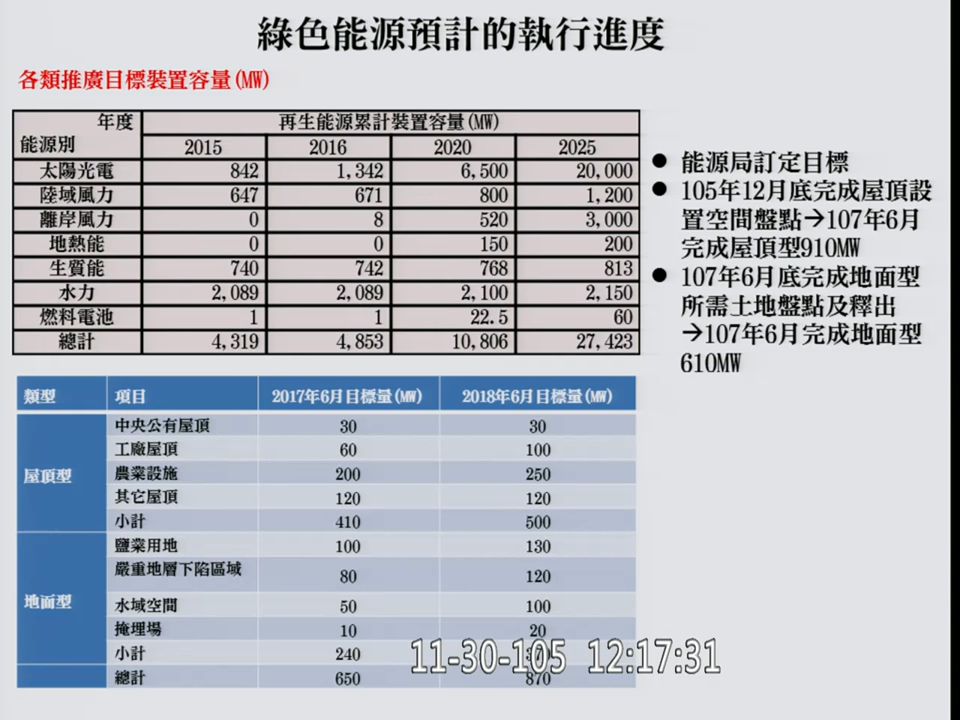 綠色能源預計的執行進度
各類推廣目標裝置容量(MW)
年度 再生能源累計裝置容量(MW)
能源別 2015 2016 2020 2025
太陽光電 842 1,342 6,500 20,000
陸域風力 647 671 800 1,200
離岸風力 0 8 520 3,000
地熱能 0 0 150 200
生質能 740 742 768 813
水力 2,089 2,089 2,100 2,150
燃料電池 1 1 22.5 60
總計 4,319 4,853 10,806 27,423
● 能源局訂定目標
● 105年12月底完成屋頂設
置空間盤點→107年6月
完成屋頂型910MW
● 107年6月底完成地面型
所需土地盤點及釋出
→107年6月完成地面型
610MW
類型 項目 2017年6月目標量(MW) 2018年6月目標量(MW)
屋頂型
中央公有屋頂 30 30
工廠屋頂 60 100
農業設施 200 250
其它屋頂 120 120
小計 410 500
地面型
鹽業用地 100 130
嚴重地層下陷區域 80 120
水域空間 50 100
掩埋場 10 20
小計 240
總計 650 870
11-30-105 12:17:31